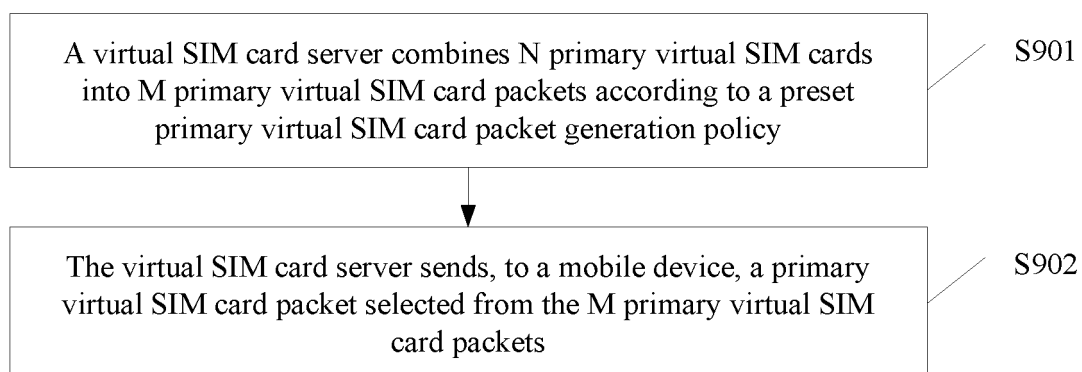 A virtual SIM card server combines N primary virtual SIM cards
into M primary virtual SIM card packets according to a preset
primary virtual SIM card packet generation policy
S901
The virtual SIM card server sends, to a mobile device, a primary
virtual SIM card packet selected from the M primary virtual SIM
card packets
S902